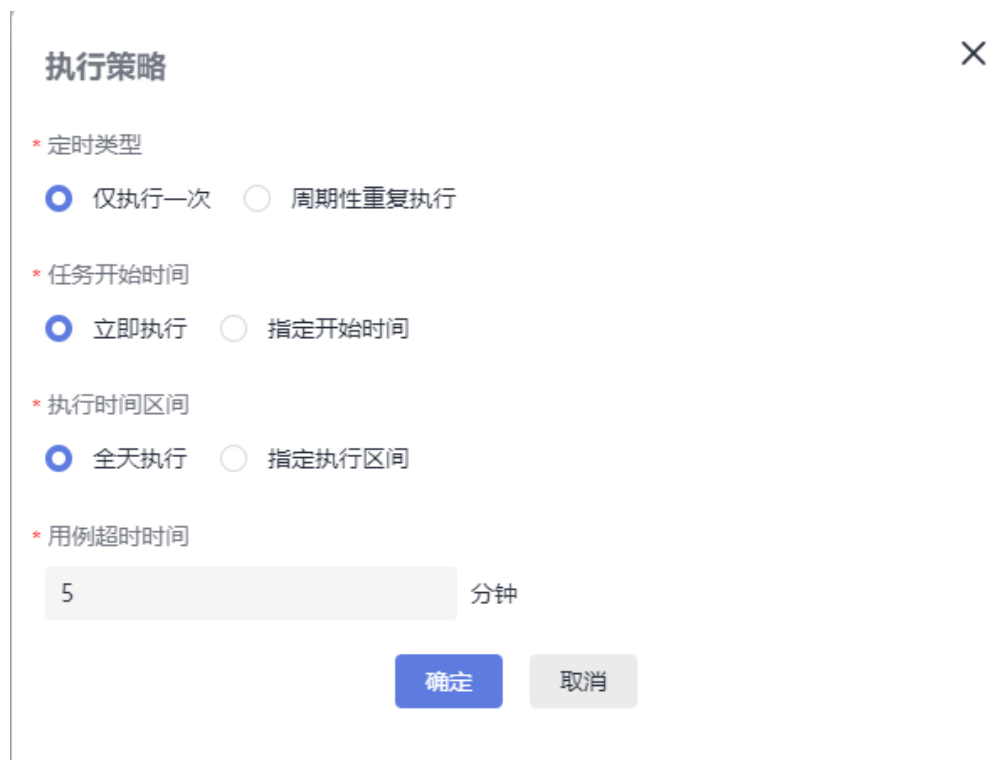 执行策略
* 定时类型
仅执行一次 周期性重复执行
* 任务开始时间
立即执行 指定开始时间
* 执行时间区间
全天执行 指定执行区间
* 用例超时时间
5 分钟
确定 取消